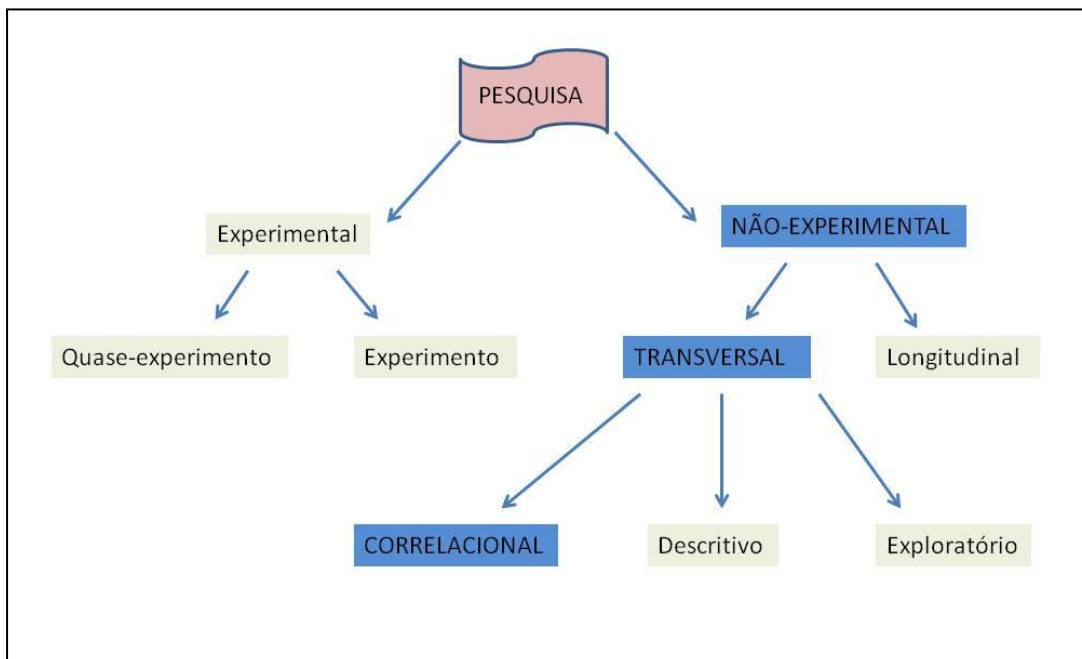 PESQUISA
Experimental
NÃO-EXPERIMENTAL
Quase-experimento
Experimento
TRANSVERSAL
Longitudinal
CORRELACIONAL
Descritivo
Exploratório